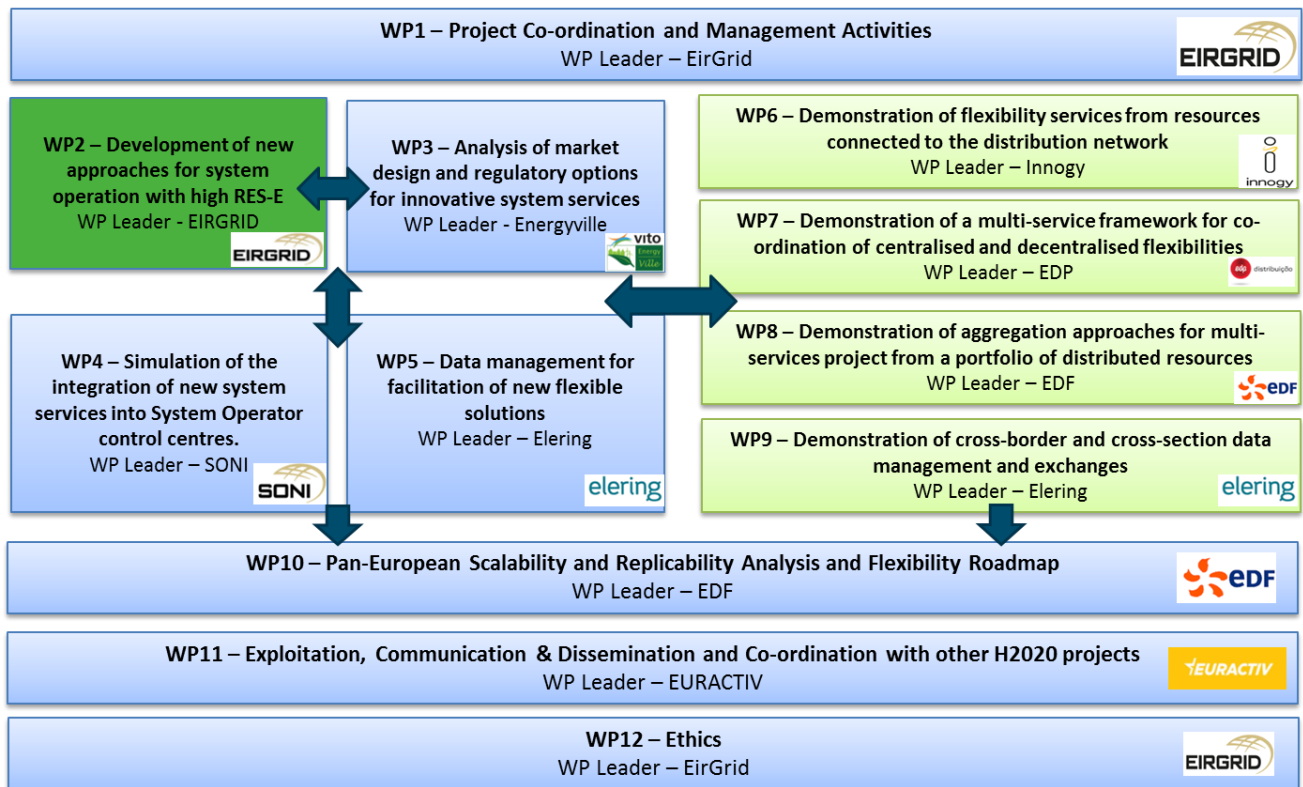 WP1 – Project Co-ordination and Management Activities
WP Leader – EirGrid
EIRGRID
WP2 – Development of new
approaches for system
operation with high RES-E
WP Leader - EIRGRID
EIRGRID
WP3 – Analysis of market
design and regulatory options
for innovative system services
WP Leader - Energyville
vito
Energy
Ville
WP4 – Simulation of the
integration of new system
services into System Operator
control centres.
WP Leader – SONI
SONI
WP5 – Data management for
facilitation of new flexible
solutions
WP Leader – Elering
elering
WP6 – Demonstration of flexibility services from resources
connected to the distribution network
WP Leader – Innogy
innogy
WP7 – Demonstration of a multi-service framework for co-
ordination of centralised and decentralised flexibilities
WP Leader – EDP
edp distribuição
WP8 – Demonstration of aggregation approaches for multi-
services project from a portfolio of distributed resources
WP Leader – EDF
eDF
WP9 – Demonstration of cross-border and cross-section data
management and exchanges
WP Leader – Elering
elering
WP10 – Pan-European Scalability and Replicability Analysis and Flexibility Roadmap
WP Leader – EDF
eDF
WP11 – Exploitation, Communication & Dissemination and Co-ordination with other H2020 projects
WP Leader – EURACTIV
EURACTIV
WP12 – Ethics
WP Leader – EirGrid
EIRGRID